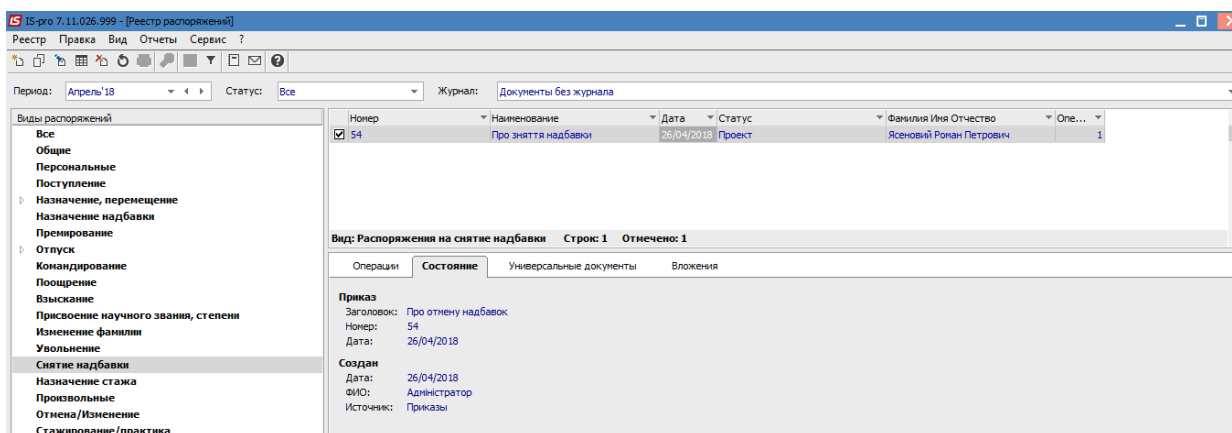 IS-pro 7.11.026.999 - [Реестр распоряжений]
Реестр Правка Вид Отчеты Сервис ?
Период: Апрель'18 Статус: Все Журнал: Документы без журнала
Виды распоряжений
Все
Общие
Персональные
Поступление
Назначение, перемещение
Назначение надбавки
Премирование
Отпуск
Командирование
Поощрение
Взыскание
Присвоение научного звания, степени
Изменение фамилии
Увольнение
Снятие надбавки
Назначение стажа
Произвольные
Отмена/Изменение
Стажирование/практика
Номер Наименование Дата Статус Фамилия Имя Отчество Опе...
54 Про зняття надбавки 26/04/2018 Проект Ясеновий Роман Петрович 1
Вид: Распоряжения на снятие надбавки Строк: 1 Отмечено: 1
Операции Состояние Универсальные документы Вложения
Приказ
Заголовок: Про отмену надбавок
Номер: 54
Дата: 26/04/2018
Создан
Дата: 26/04/2018
ФИО: Адміністратор
Источник: Приказы